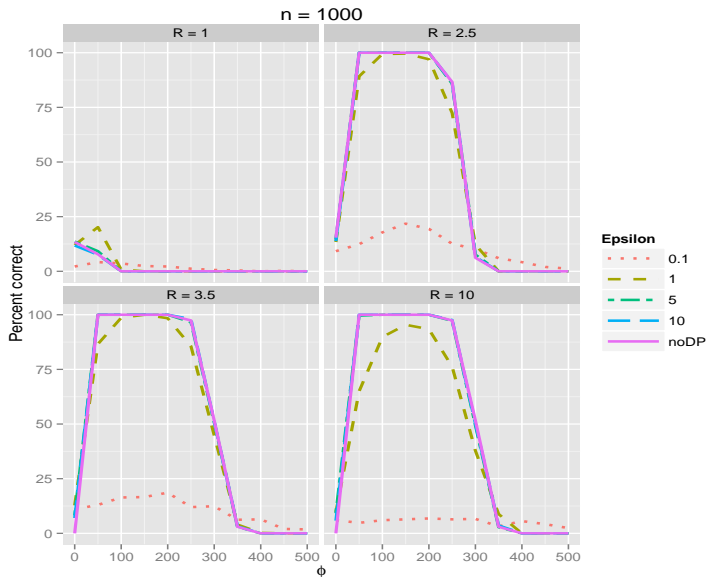 n = 1000
R = 1
R = 2.5
100
75
50
25
0
R = 3.5
R = 10
100
75
50
25
0
0 100 200 300 400 500
0 100 200 300 400 500
ϕ
Percent correct
Epsilon
0.1
1
5
10
noDP